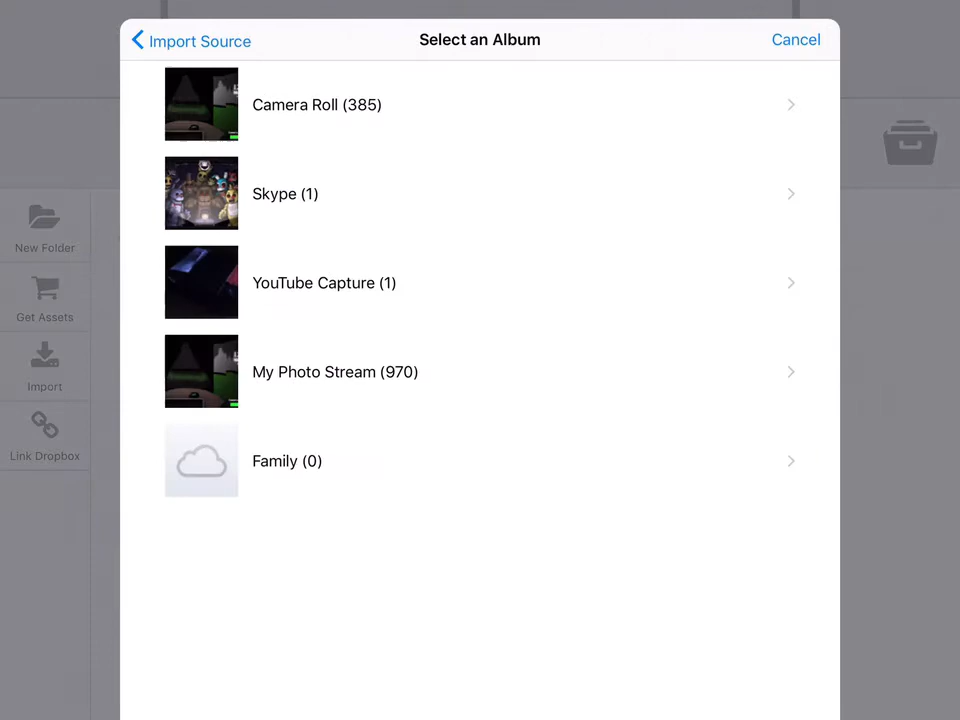 Import Source
Select an Album
Cancel
Camera Roll (385)
Skype (1)
YouTube Capture (1)
My Photo Stream (970)
Family (0)
New Folder
Get Assets
Import
Link Dropbox